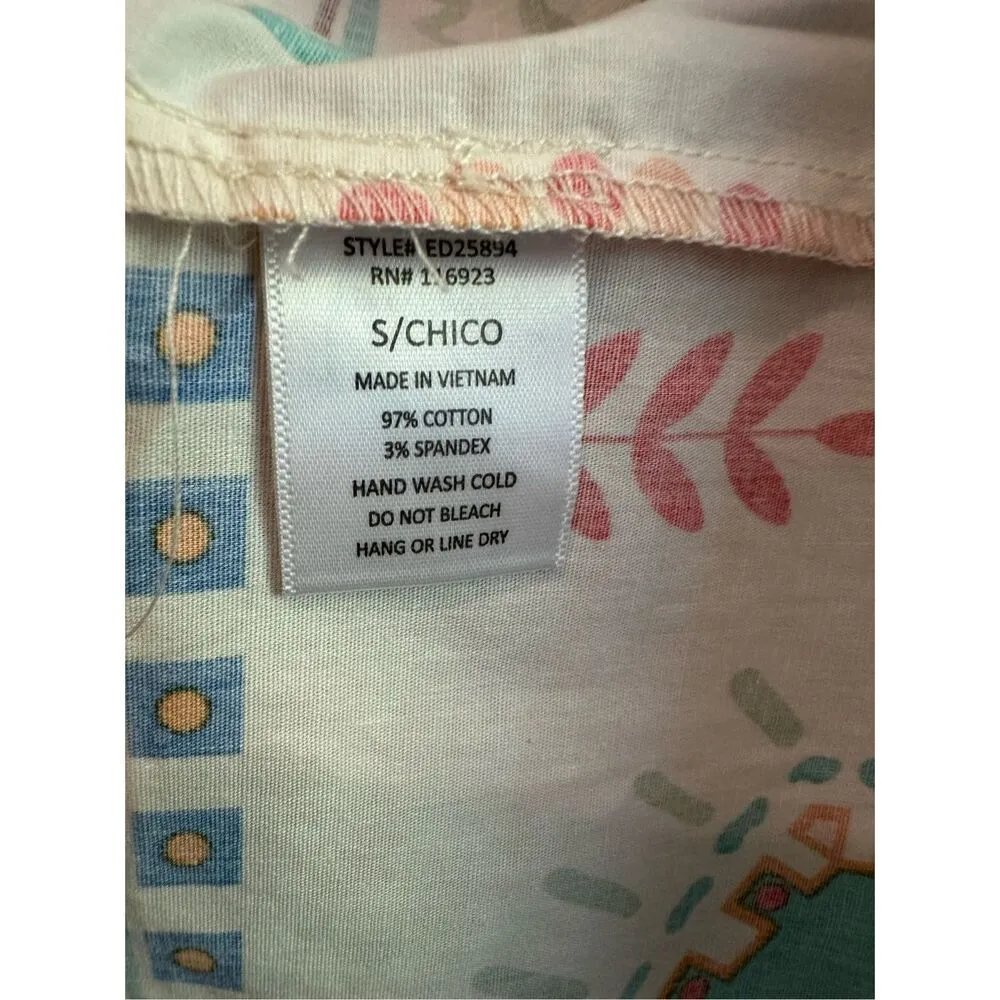 STYLE# ED25894
RN# 116923
S/CHICO
MADE IN VIETNAM
97% COTTON
3% SPANDEX
HAND WASH COLD
DO NOT BLEACH
HANG OR LINE DRY